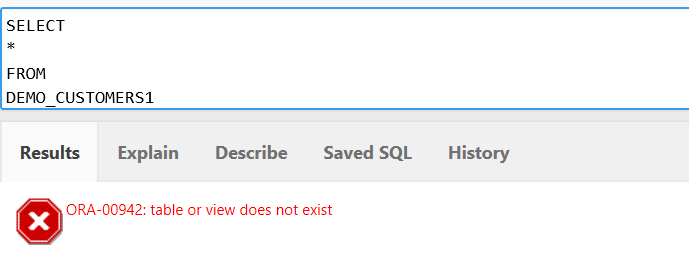 SELECT
*
FROM
DEMO_CUSTOMERS1
Results Explain Describe Saved SQL History
ORA-00942: table or view does not exist